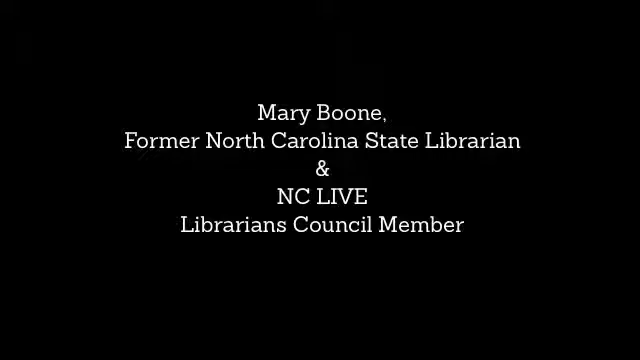 Mary Boone,
Former North Carolina State Librarian
&
NC LIVE
Librarians Council Member